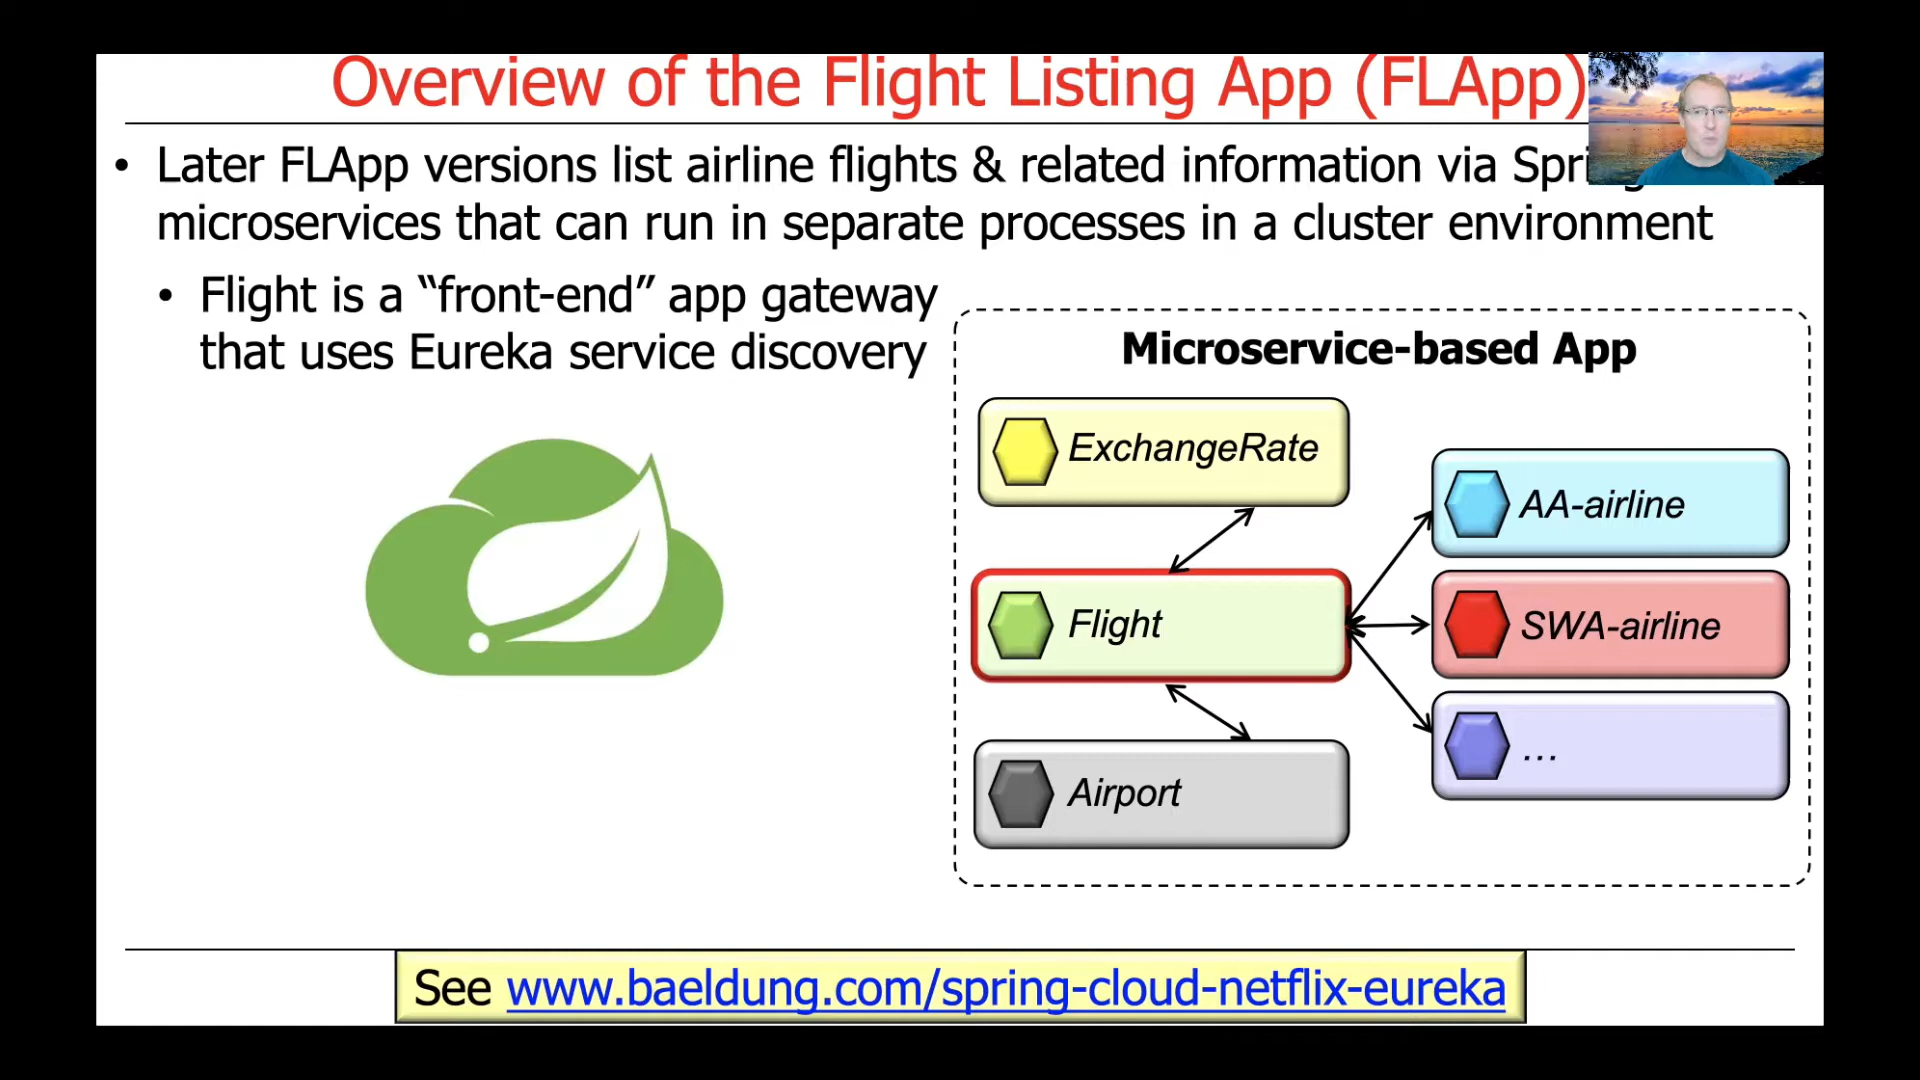 Overview of the Flight Listing App (FLApp)
• Later FLApp versions list airline flights & related information via
microservices that can run in separate processes in a cluster environment
• Flight is a “front-end” app gateway
that uses Eureka service discovery
Microservice-based App
ExchangeRate
AA-airline
Flight
SWA-airline
…
Airport
See www.baeldung.com/spring-cloud-netflix-eureka